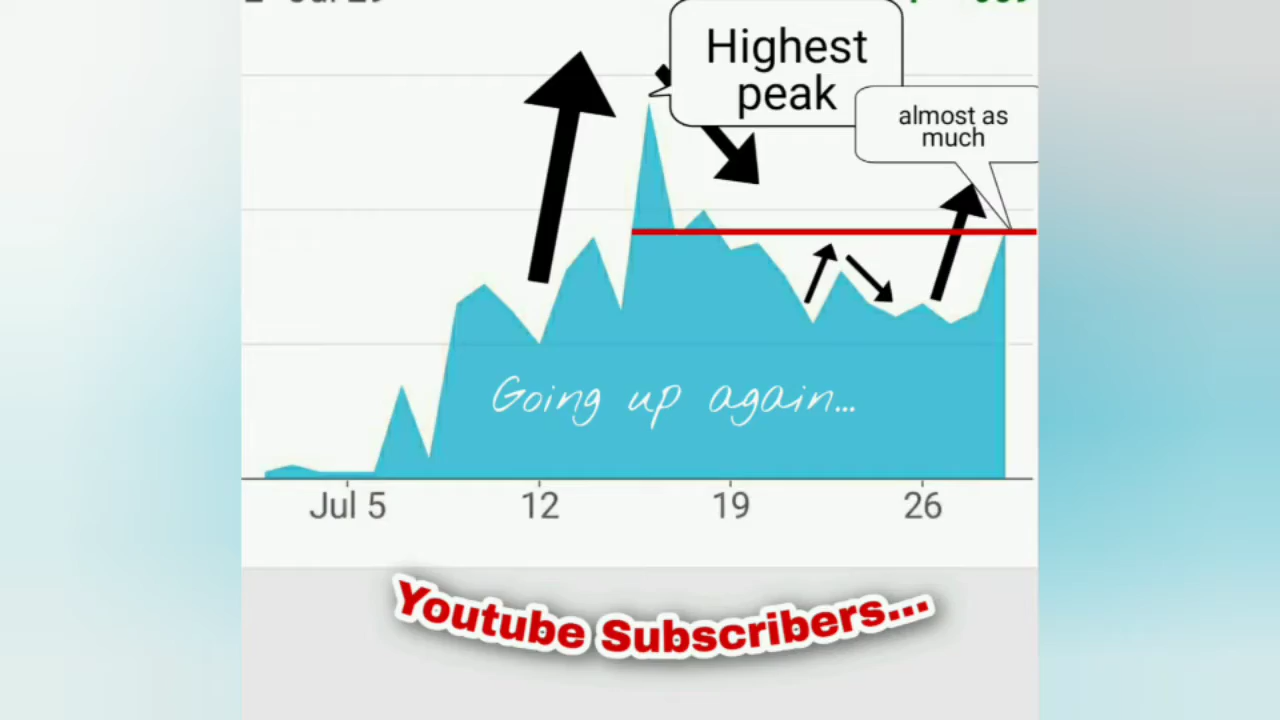 Highest
peak
almost as
much
Going up again...
Jul 5
12
19
26
Youtube Subscribers...